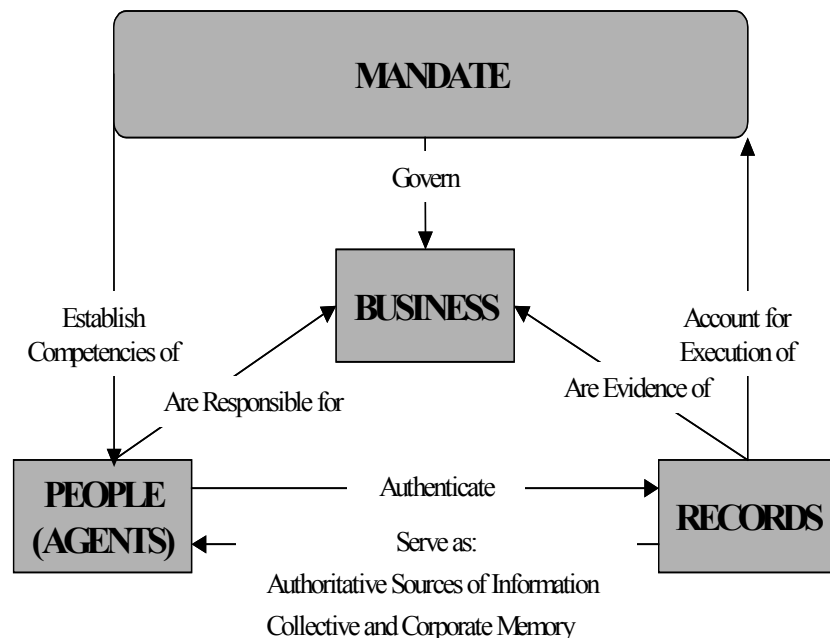 MANDATE
Govern
BUSINESS
Establish
Competencies of
Account for
Execution of
Are Responsible for
Are Evidence of
PEOPLE
(AGENTS)
Authenticate
RECORDS
Serve as:
Authoritative Sources of Information
Collective and Corporate Memory